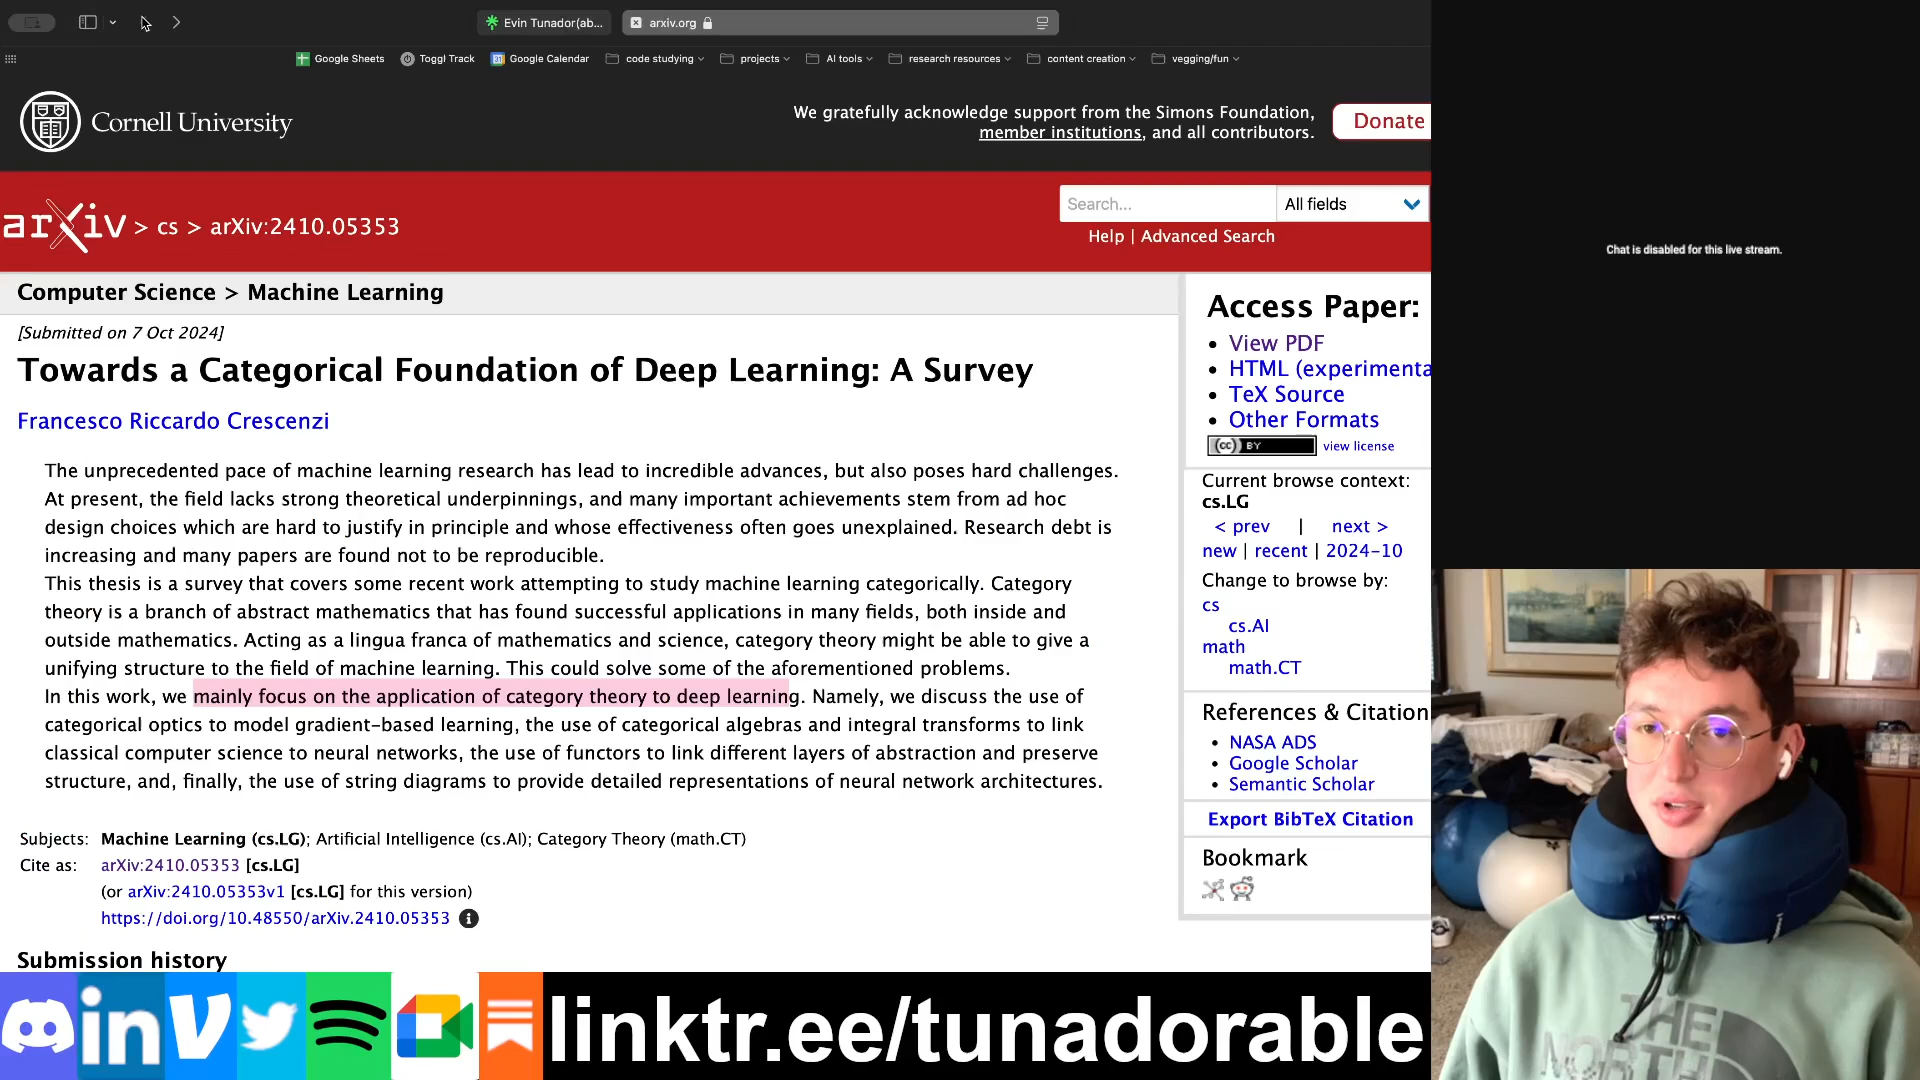 Evin Tunador(ab...
arxiv.org
Google Sheets
Toggl Track
Google Calendar
code studying
projects
AI tools
research resources
content creation
vegging/fun
Cornell University
We gratefully acknowledge support from the Simons Foundation,
member institutions, and all contributors.
Donate
arXiv > cs > arXiv:2410.05353
Search...
All fields
Help | Advanced Search
Computer Science > Machine Learning
[Submitted on 7 Oct 2024]
Towards a Categorical Foundation of Deep Learning: A Survey
Francesco Riccardo Crescenzi
The unprecedented pace of machine learning research has lead to incredible advances, but also poses hard challenges.
At present, the field lacks strong theoretical underpinnings, and many important achievements stem from ad hoc
design choices which are hard to justify in principle and whose effectiveness often goes unexplained. Research debt is
increasing and many papers are found not to be reproducible.
This thesis is a survey that covers some recent work attempting to study machine learning categorically. Category
theory is a branch of abstract mathematics that has found successful applications in many fields, both inside and
outside mathematics. Acting as a lingua franca of mathematics and science, category theory might be able to give a
unifying structure to the field of machine learning. This could solve some of the aforementioned problems.
In this work, we mainly focus on the application of category theory to deep learning. Namely, we discuss the use of
categorical optics to model gradient-based learning, the use of categorical algebras and integral transforms to link
classical computer science to neural networks, the use of functors to link different layers of abstraction and preserve
structure, and, finally, the use of string diagrams to provide detailed representations of neural network architectures.
Subjects: Machine Learning (cs.LG); Artificial Intelligence (cs.AI); Category Theory (math.CT)
Cite as: arXiv:2410.05353 [cs.LG]
(or arXiv:2410.05353v1 [cs.LG] for this version)
https://doi.org/10.48550/arXiv.2410.05353
Submission history
Access Paper:
View PDF
HTML (experimenta
TeX Source
Other Formats
(cc) BY
view license
Current browse context:
cs.LG
< prev | next >
new | recent | 2024-10
Change to browse by:
cs
cs.AI
math
math.CT
References & Citation
NASA ADS
Google Scholar
Semantic Scholar
Export BibTeX Citation
Bookmark
Chat is disabled for this live stream.
THE
NORTH
in
linktr.ee/tunadorable